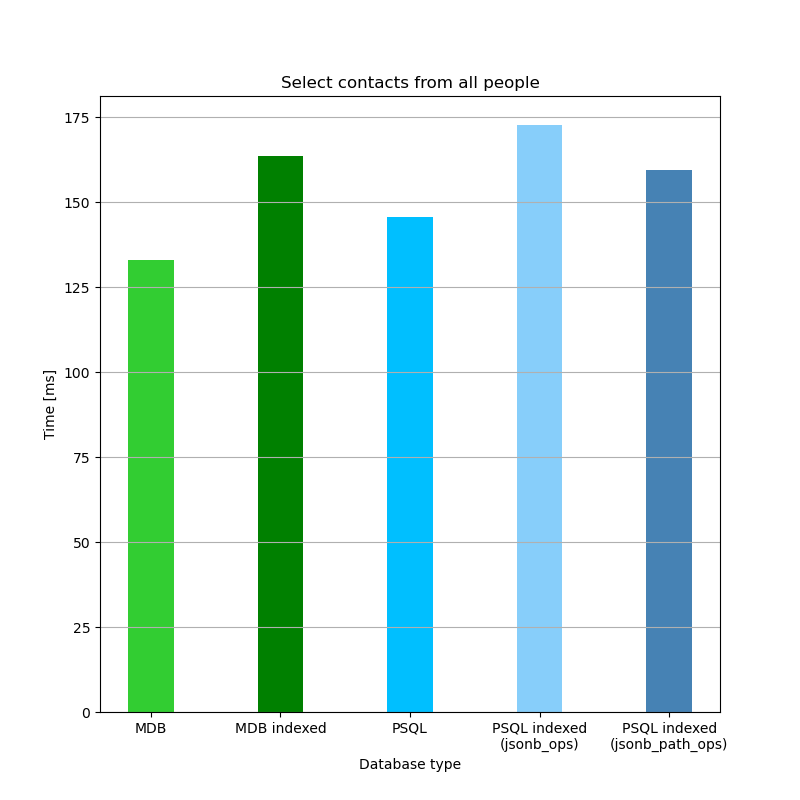 Select contacts from all people
175
150
125
100
75
50
25
0
Time [ms]
MDB
MDB indexed
PSQL
PSQL indexed
(jsonb_ops)
PSQL indexed
(jsonb_path_ops)
Database type